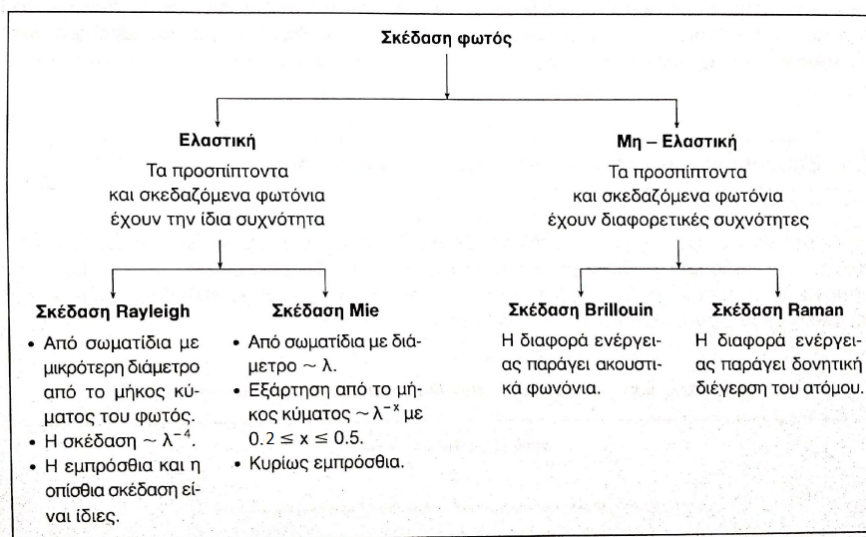 Σκέδαση φωτός
Ελαστική
Τα προσπίπτοντα
και σκεδαζόμενα φωτόνια
έχουν την ίδια συχνότητα
Μη – Ελαστική
Τα προσπίπτοντα
και σκεδαζόμενα φωτόνια
έχουν διαφορετικές συχνότητες
Σκέδαση Rayleigh
• Από σωματίδια με
μικρότερη διάμετρο
από το μήκος κύ-
ματος του φωτός.
• Η σκέδαση ~ λ⁻⁴.
• Η εμπρόσθια και η
οπίσθια σκέδαση εί-
ναι ίδιες.
Σκέδαση Mie
• Από σωματίδια με διά-
μετρο ~ λ.
• Εξάρτηση από το μή-
κος κύματος ~ λ⁻ˣ με
0.2 ≤ x ≤ 0.5.
• Κυρίως εμπρόσθια.
Σκέδαση Brillouin
Η διαφορά ενέργει-
ας παράγει ακουστι-
κά φωνόνια.
Σκέδαση Raman
Η διαφορά ενέργει-
ας παράγει δονητική
διέγερση του ατόμου.